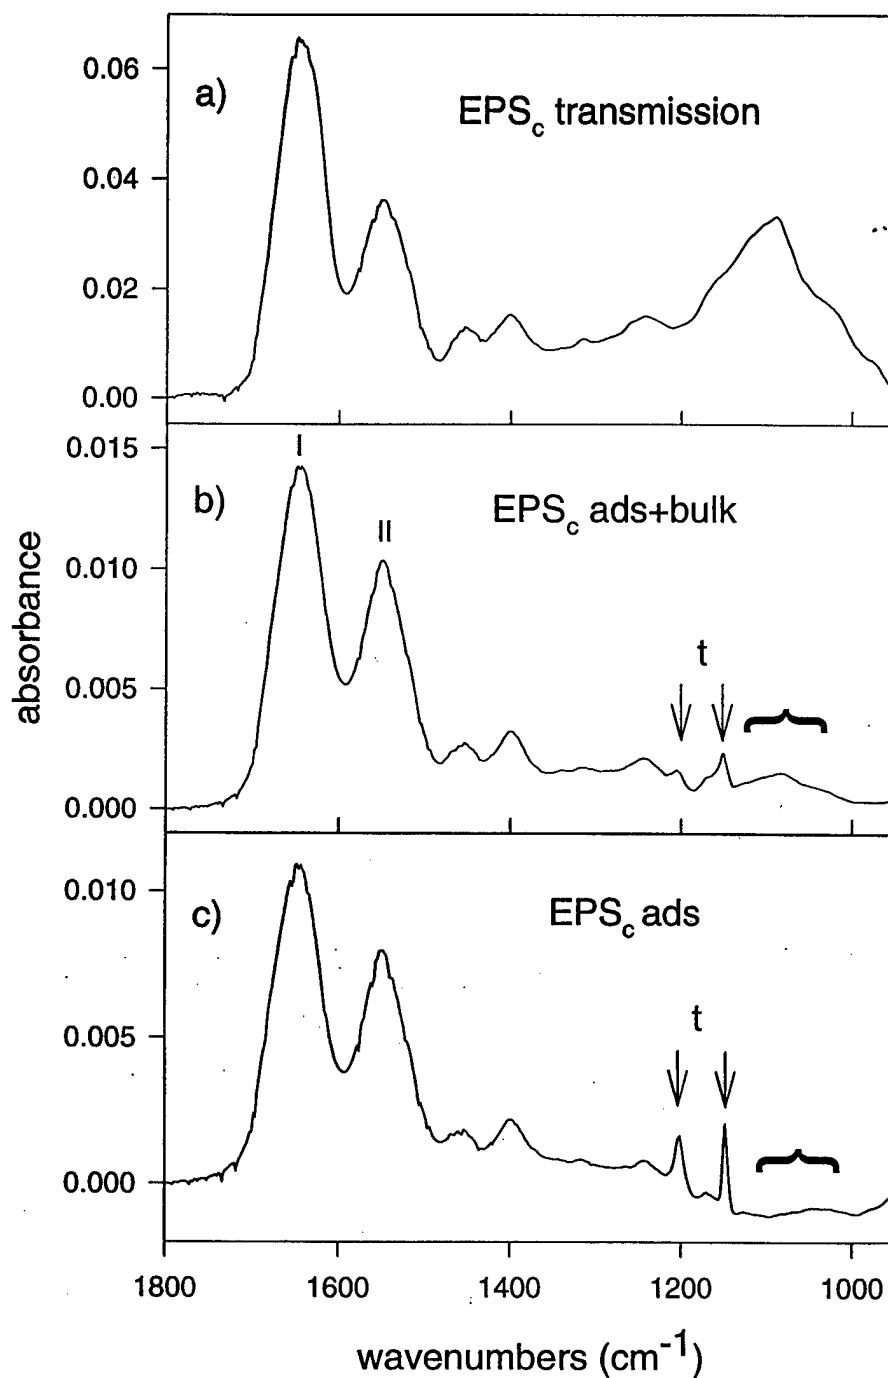 a)
EPSc transmission
0.06
0.04
0.02
0.00
I
b)
II
EPSc ads+bulk
t
0.015
0.010
0.005
0.000
absorbance
c)
EPSc ads
t
0.010
0.005
0.000
1800 1600 1400 1200 1000
wavenumbers (cm-1)